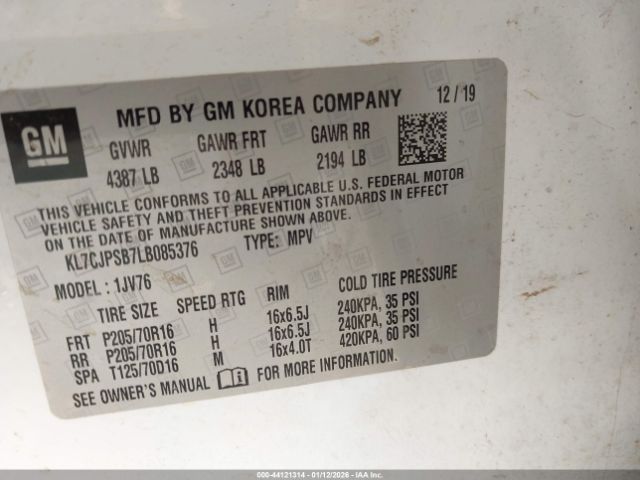 GM
MFD BY GM KOREA COMPANY 12 / 19
GVWR GAWR FRT GAWR RR
4387 LB 2348 LB 2194 LB
THIS VEHICLE CONFORMS TO ALL APPLICABLE U.S. FEDERAL MOTOR
VEHICLE SAFETY AND THEFT PREVENTION STANDARDS IN EFFECT
ON THE DATE OF MANUFACTURE SHOWN ABOVE.
KL7CJPSB7LB085376 TYPE: MPV
MODEL : 1JV76
TIRE SIZE SPEED RTG RIM COLD TIRE PRESSURE
FRT P205/70R16 H 16x6.5J 240KPA, 35 PSI
RR P205/70R16 H 16x6.5J 240KPA, 35 PSI
SPA T125/70D16 M 16x4.0T 420KPA, 60 PSI
SEE OWNER'S MANUAL FOR MORE INFORMATION.
000-44121314 - 01/12/2026 - IAA Inc.